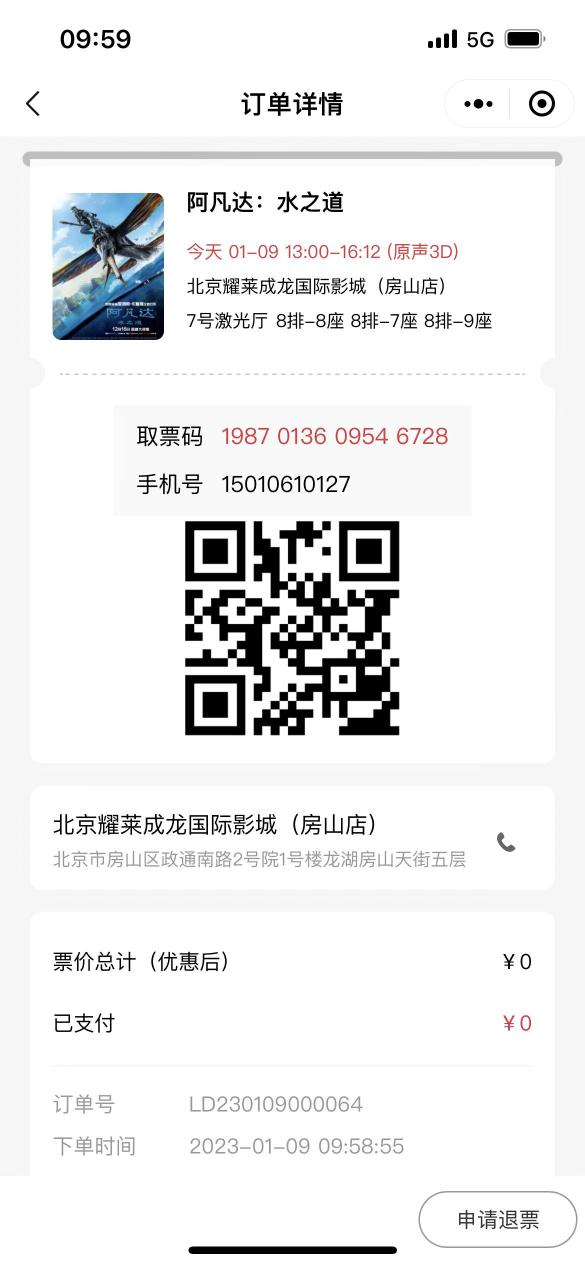 09:59
5G
订单详情
阿凡达：水之道
今天 01-09 13:00-16:12 (原声3D)
北京耀莱成龙国际影城（房山店）
7号激光厅 8排-8座 8排-7座 8排-9座
阿凡达
水之道
取票码 1987 0136 0954 6728
手机号 15010610127
北京耀莱成龙国际影城（房山店）
北京市房山区政通南路2号院1号楼龙湖房山天街五层
票价总计（优惠后） ¥0
已支付 ¥0
订单号 LD230109000064
下单时间 2023-01-09 09:58:55
申请退票